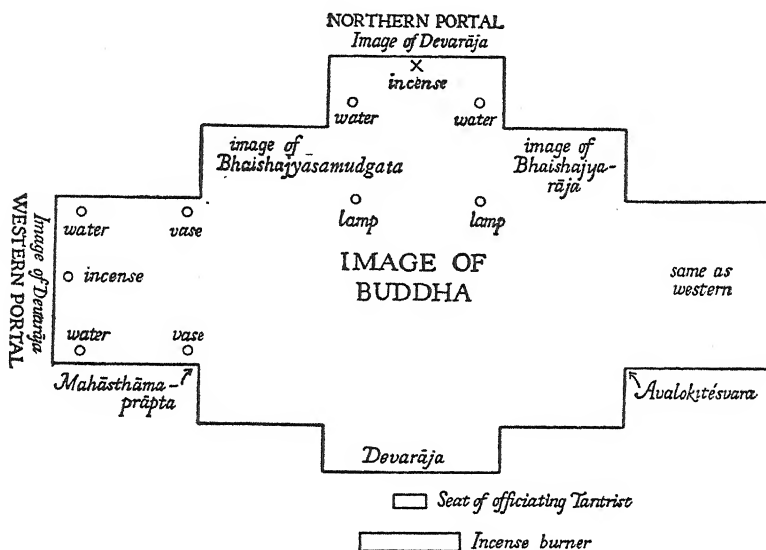 NORTHERN PORTAL
Image of Devarāja
incense
water
water
image of
Bhaishajyāsamudgata
image of
Bhaishajya-
rāja
lamp
lamp
IMAGE OF
BUDDHA
WESTERN PORTAL
Image of Devarāja
water
vase
incense
water
vase
same as
western
Mahāsthāma-
prāpta
Avalokitésvara
Devarāja
Seat of officiating Tantrist
Incense burner